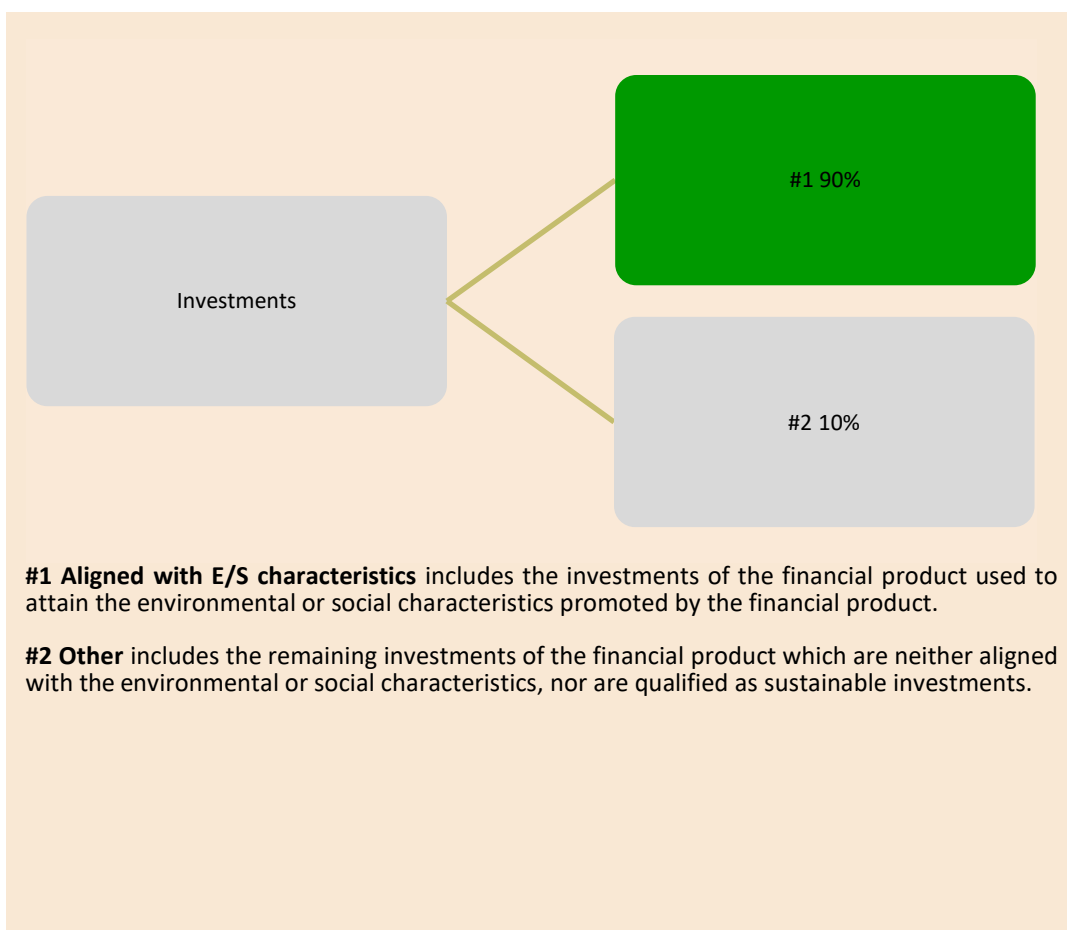 #1 90%
Investments
#2 10%
#1 Aligned with E/S characteristics includes the investments of the financial product used to
attain the environmental or social characteristics promoted by the financial product.
#2 Other includes the remaining investments of the financial product which are neither aligned
with the environmental or social characteristics, nor are qualified as sustainable investments.